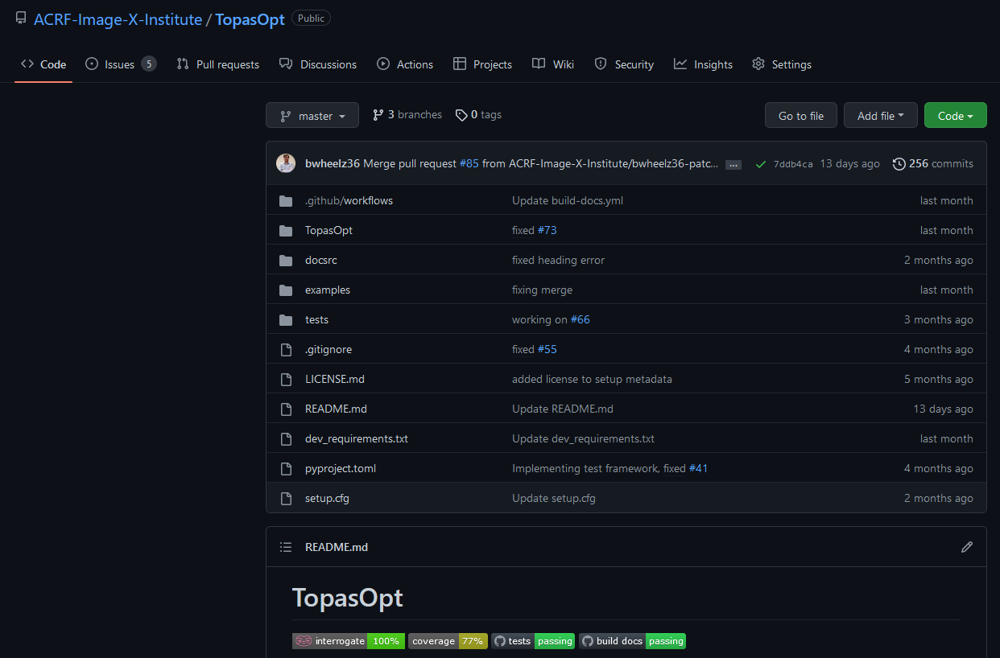 ACRF-Image-X-Institute / TopasOpt Public
Code Issues 5 Pull requests Discussions Actions Projects Wiki Security Insights Settings
master 3 branches 0 tags Go to file Add file Code
bwheelz36 Merge pull request #85 from ACRF-Image-X-Institute/bwheelz36-patc... ... 7ddb4ca 13 days ago 256 commits
.github/workflows Update build-docs.yml last month
TopasOpt fixed #73 last month
docsrc fixed heading error 2 months ago
examples fixing merge last month
tests working on #66 3 months ago
.gitignore fixed #55 4 months ago
LICENSE.md added license to setup metadata 5 months ago
README.md Update README.md 13 days ago
dev_requirements.txt Update dev_requirements.txt last month
pyproject.toml Implementing test framework, fixed #41 4 months ago
setup.cfg Update setup.cfg 2 months ago
README.md
TopasOpt
interrogate 100% coverage 77% tests passing build docs passing